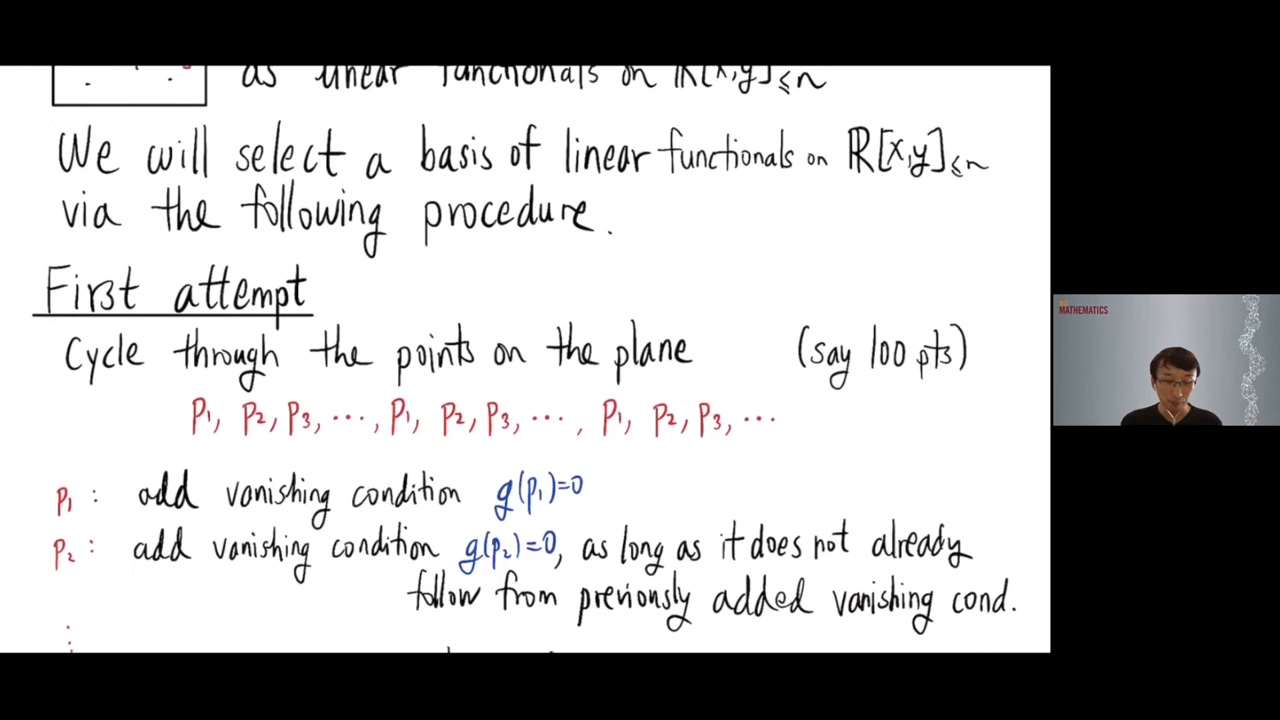 as linear functionals on ℝ[x,y]≤n
We will select a basis of linear functionals on ℝ[x,y]≤n
via the following procedure.
First attempt
Cycle through the points on the plane (say 100 pts)
p₁, p₂, p₃, ..., p₁, p₂, p₃, ..., p₁, p₂, p₃, ...
p₁ : add vanishing condition g(p₁)=0
p₂ : add vanishing condition g(p₂)=0, as long as it does not already
follow from previously added vanishing cond.
MATHEMATICS